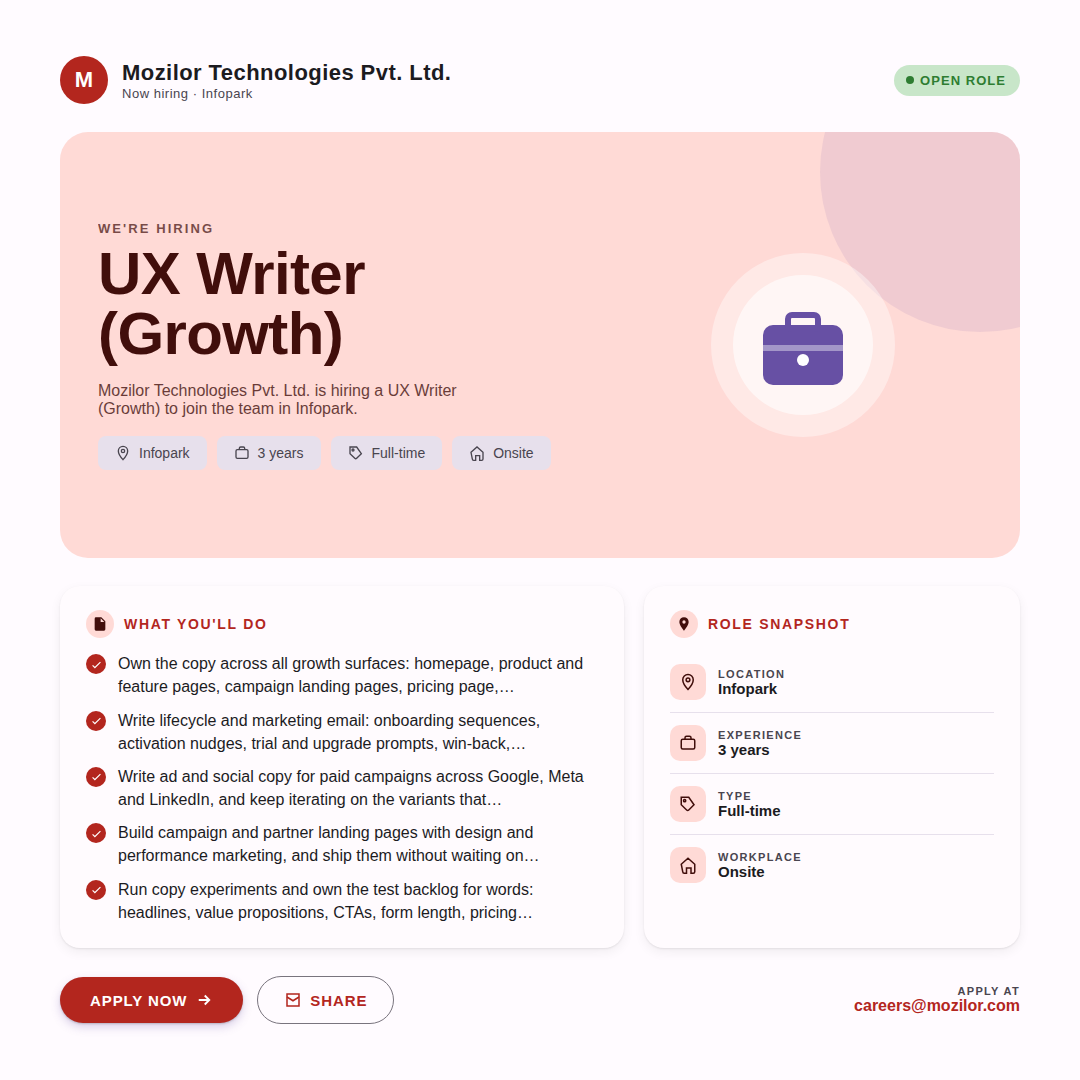 M
Mozilor Technologies Pvt. Ltd.
Now hiring · Infopark
OPEN ROLE
WE'RE HIRING
UX Writer
(Growth)
Mozilor Technologies Pvt. Ltd. is hiring a UX Writer
(Growth) to join the team in Infopark.
Infopark
3 years
Full-time
Onsite
WHAT YOU'LL DO
Own the copy across all growth surfaces: homepage, product and
feature pages, campaign landing pages, pricing page,…
Write lifecycle and marketing email: onboarding sequences,
activation nudges, trial and upgrade prompts, win-back,…
Write ad and social copy for paid campaigns across Google, Meta
and LinkedIn, and keep iterating on the variants that…
Build campaign and partner landing pages with design and
performance marketing, and ship them without waiting on…
Run copy experiments and own the test backlog for words:
headlines, value propositions, CTAs, form length, pricing…
ROLE SNAPSHOT
LOCATION
Infopark
EXPERIENCE
3 years
TYPE
Full-time
WORKPLACE
Onsite
APPLY NOW
SHARE
APPLY AT
careers@mozilor.com